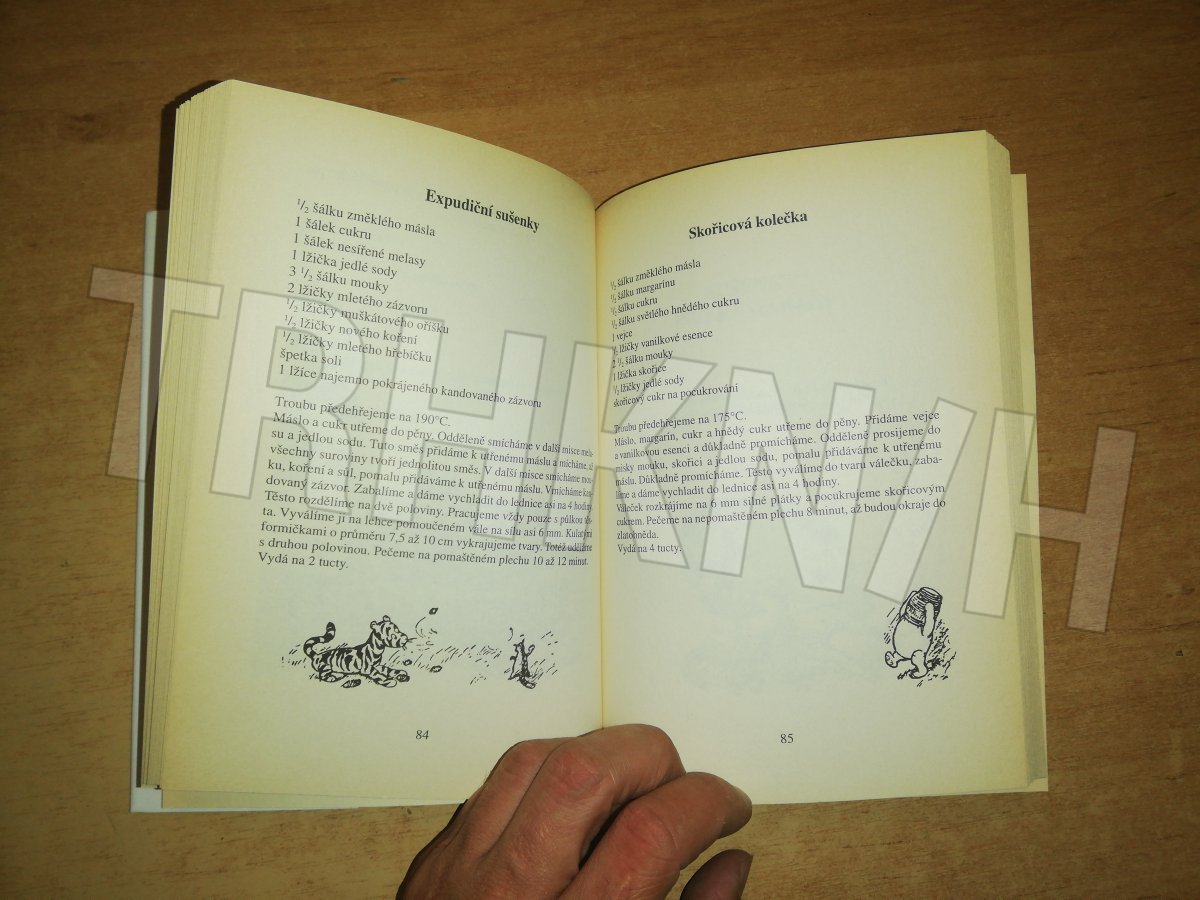 Expudiční sušenky
1/2 šálku změklého másla
1 šálek cukru
1 šálek nesířené melasy
1 lžička jedlé sody
3 1/2 šálku mouky
2 lžičky mletého zázvoru
1/2 lžičky muškátového oříšku
1/2 lžičky nového koření
1/2 lžičky mletého hřebíčku
špetka soli
1 lžíce najemno pokrájeného kandovaného zázvoru
Troubu předehřejeme na 190°C.
Máslo a cukr utřeme do pěny. Odděleně smícháme v další misce mela-
su a jedlou sodu. Tuto směs přidáme k utřenému máslu a mícháme, až
všechny suroviny tvoří jednolitou směs. V další misce smícháme mou-
ku, koření a sůl, pomalu přidáváme k utřenému máslu. Vmícháme kan-
dovaný zázvor. Zabalíme a dáme vychladit do lednice asi na 4 hodiny.
Těsto rozdělíme na dvě poloviny. Pracujeme vždy pouze s půlkou těs-
ta. Vyválíme ji na lehce pomoučeném vále na sílu asi 6 mm. Kulatými
formičkami o průměru 7,5 až 10 cm vykrajujeme tvary. Totéž uděláme
s druhou polovinou. Pečeme na pomaštěném plechu 10 až 12 minut.
Vydá na 2 tucty.
84
Skořicová kolečka
1/2 šálku změklého másla
šálku margarínu
šálku cukru
šálku světlého hnědého cukru
1 vejce
1/2 lžičky vanilkové esence
2 1/2 šálku mouky
1 lžička skořice
1/2 lžičky jedlé sody
skořicový cukr na pocukrování
Troubu předehřejeme na 175°C.
Máslo, margarín, cukr a hnědý cukr utřeme do pěny. Přidáme vejce
a vanilkovou esenci a důkladně promícháme. Odděleně prosijeme do
misky mouku, skořici a jedlou sodu, pomalu přidáváme k utřenému
máslu. Důkladně promícháme. Těsto vyválíme do tvaru válečku, zaba-
líme a dáme vychladit do lednice asi na 4 hodiny.
Váleček rozkrájíme na 6 mm silné plátky a pocukrujeme skořicovým
cukrem. Pečeme na nepomaštěném plechu 8 minut, až budou okraje do
zlatohněda.
Vydá na 4 tucty.
85
TRHKNIH